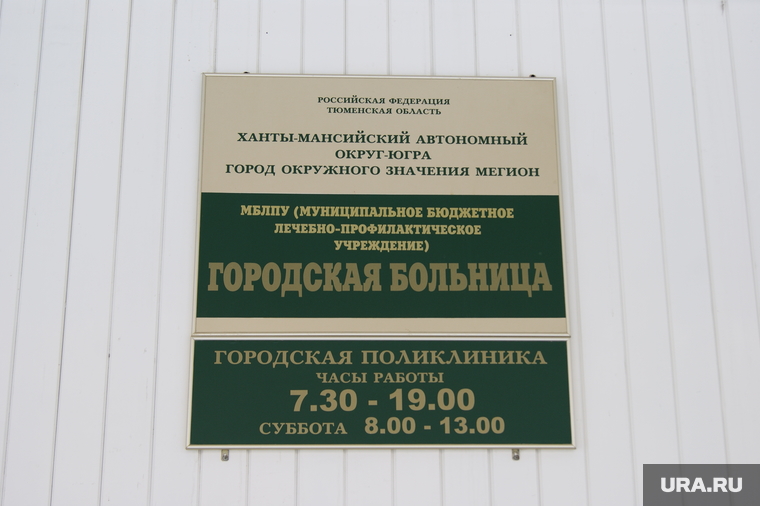 РОССИЙСКАЯ ФЕДЕРАЦИЯ
ТЮМЕНСКАЯ ОБЛАСТЬ
ХАНТЫ-МАНСИЙСКИЙ АВТОНОМНЫЙ
ОКРУГ-ЮГРА
ГОРОД ОКРУЖНОГО ЗНАЧЕНИЯ МЕГИОН
МБЛПУ (МУНИЦИПАЛЬНОЕ БЮДЖЕТНОЕ
ЛЕЧЕБНО-ПРОФИЛАКТИЧЕСКОЕ
УЧРЕЖДЕНИЕ)
ГОРОДСКАЯ БОЛЬНИЦА
ГОРОДСКАЯ ПОЛИКЛИНИКА
ЧАСЫ РАБОТЫ
7.30 - 19.00
СУББОТА 8.00 - 13.00
URA.RU